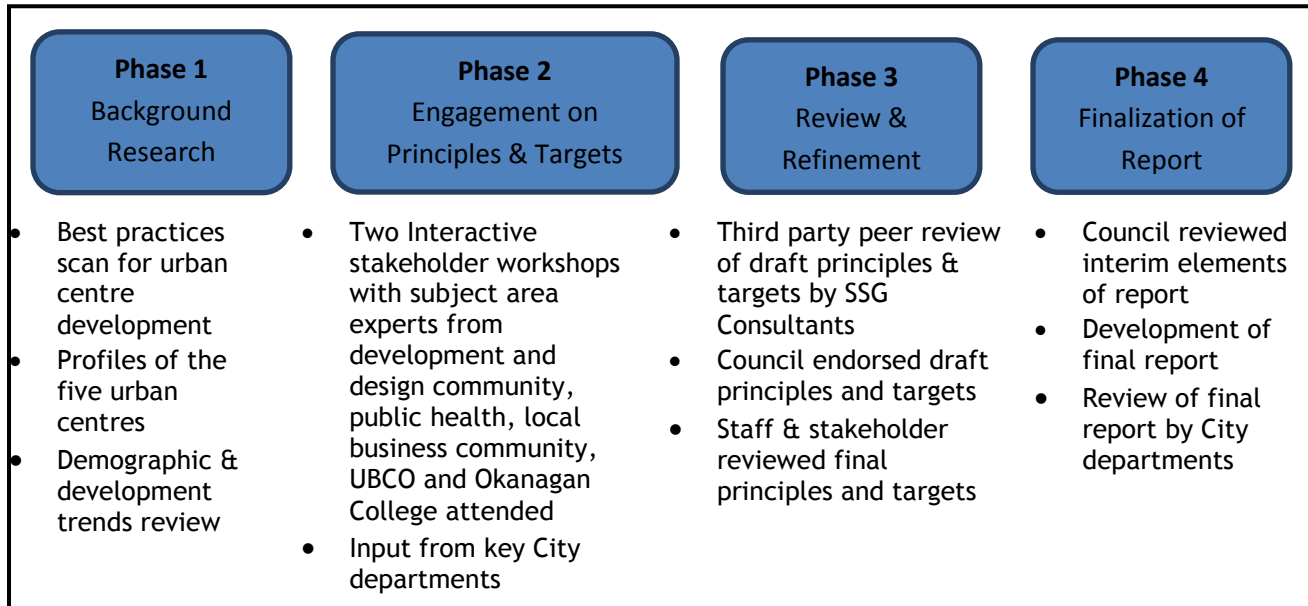 Phase 1
Background
Research
• Best practices
scan for urban
centre
development
• Profiles of the
five urban
centres
• Demographic &
development
trends review
Phase 2
Engagement on
Principles & Targets
• Two Interactive
stakeholder workshops
with subject area
experts from
development and
design community,
public health, local
business community,
UBCO and Okanagan
College attended
• Input from key City
departments
Phase 3
Review &
Refinement
• Third party peer review
of draft principles &
targets by SSG
Consultants
• Council endorsed draft
principles and targets
• Staff & stakeholder
reviewed final
principles and targets
Phase 4
Finalization of
Report
• Council reviewed
interim elements
of report
• Development of
final report
• Review of final
report by City
departments